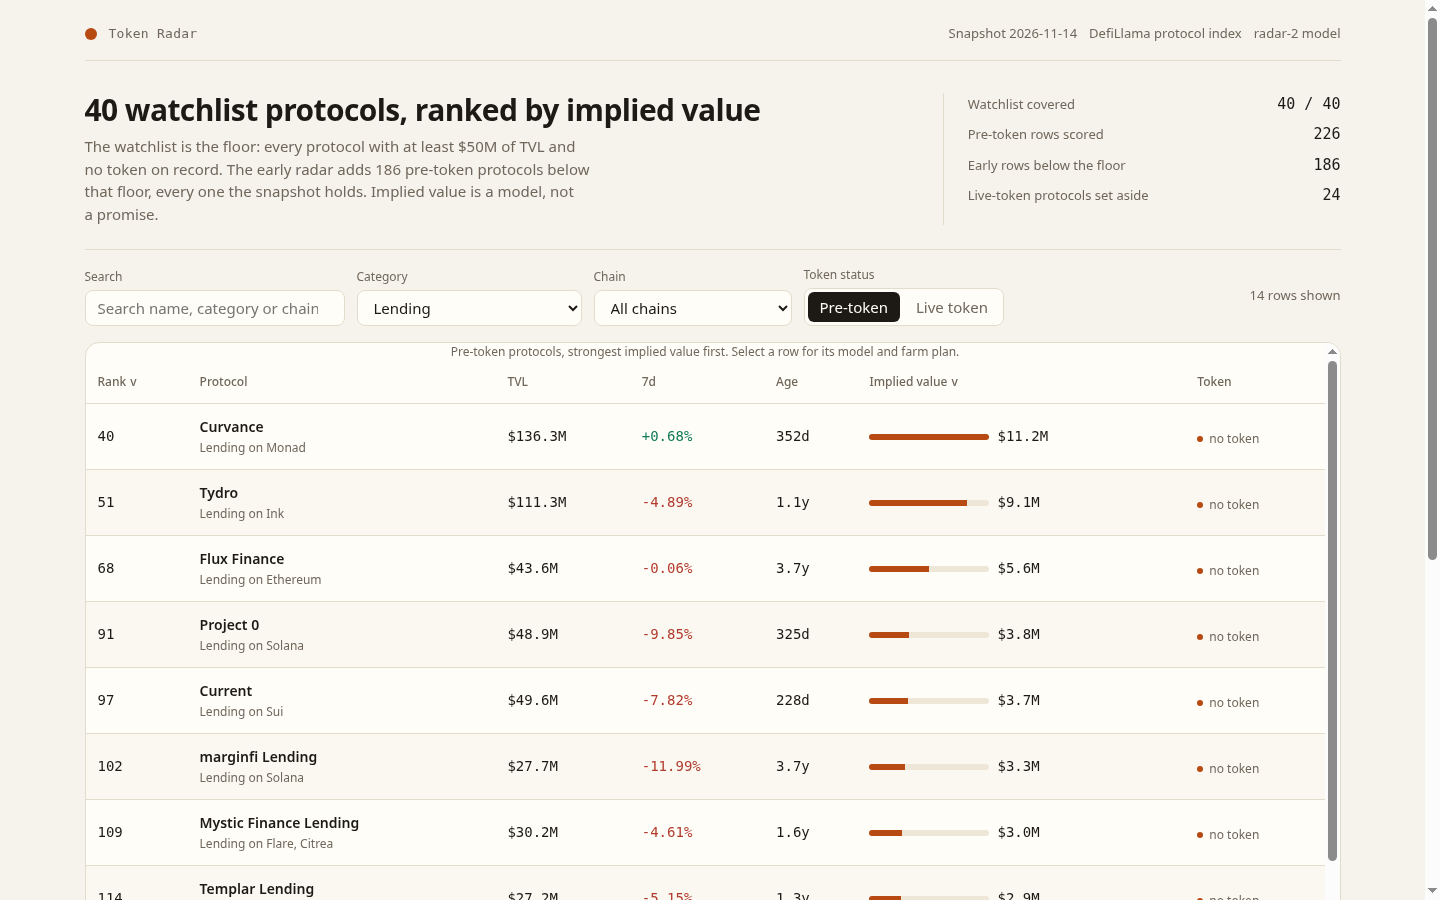 Token Radar
Snapshot 2026-11-14 DefiLlama protocol index radar-2 model
40 watchlist protocols, ranked by implied value
The watchlist is the floor: every protocol with at least $50M of TVL and
no token on record. The early radar adds 186 pre-token protocols below
that floor, every one the snapshot holds. Implied value is a model, not
a promise.
Watchlist covered 40 / 40
Pre-token rows scored 226
Early rows below the floor 186
Live-token protocols set aside 24
Search
Search name, category or chain
Category
Lending
Chain
All chains
Token status
Pre-token Live token
14 rows shown
Pre-token protocols, strongest implied value first. Select a row for its model and farm plan.
Rank v Protocol TVL 7d Age Implied value v Token
40 Curvance $136.3M +0.68% 352d $11.2M no token
Lending on Monad
51 Tydro $111.3M -4.89% 1.1y $9.1M no token
Lending on Ink
68 Flux Finance $43.6M -0.06% 3.7y $5.6M no token
Lending on Ethereum
91 Project 0 $48.9M -9.85% 325d $3.8M no token
Lending on Solana
97 Current $49.6M -7.82% 228d $3.7M no token
Lending on Sui
102 marginfi Lending $27.7M -11.99% 3.7y $3.3M no token
Lending on Solana
109 Mystic Finance Lending $30.2M -4.61% 1.6y $3.0M no token
Lending on Flare, Citrea
114 Templar Lending $27.2M -5.15% 1.3y $2.9M no token